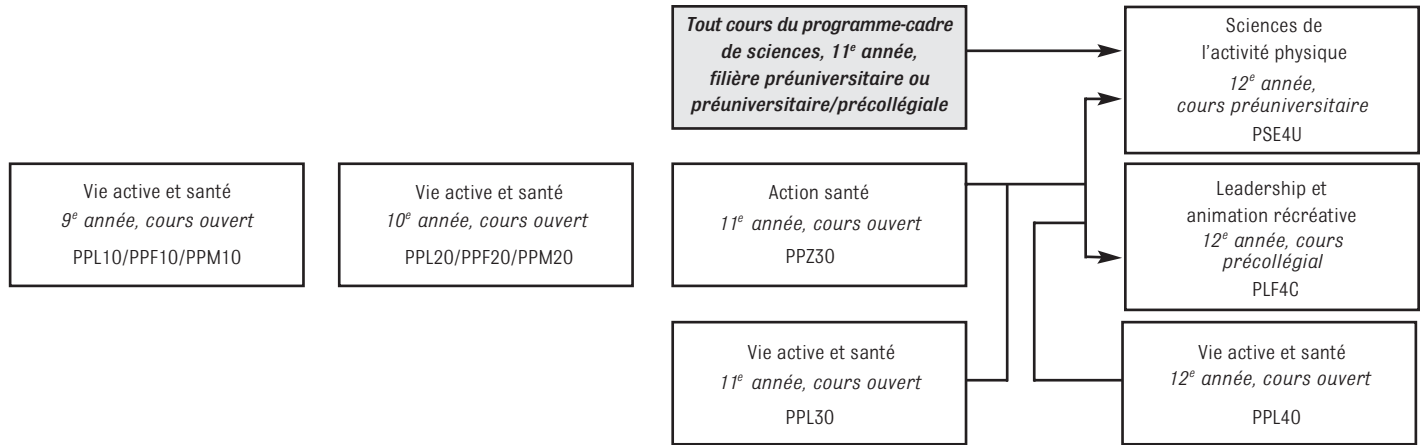 Tout cours du programme-cadre
de sciences, 11e année,
filière préuniversitaire ou
préuniversitaire/précollégiale
Sciences de
l'activité physique
12e année,
cours préuniversitaire
PSE4U
Vie active et santé
9e année, cours ouvert
PPL1O/PPF1O/PPM1O
Vie active et santé
10e année, cours ouvert
PPL2O/PPF2O/PPM2O
Action santé
11e année, cours ouvert
PPZ3O
Leadership et
animation récréative
12e année, cours
précollégial
PLF4C
Vie active et santé
11e année, cours ouvert
PPL3O
Vie active et santé
12e année, cours ouvert
PPL4O